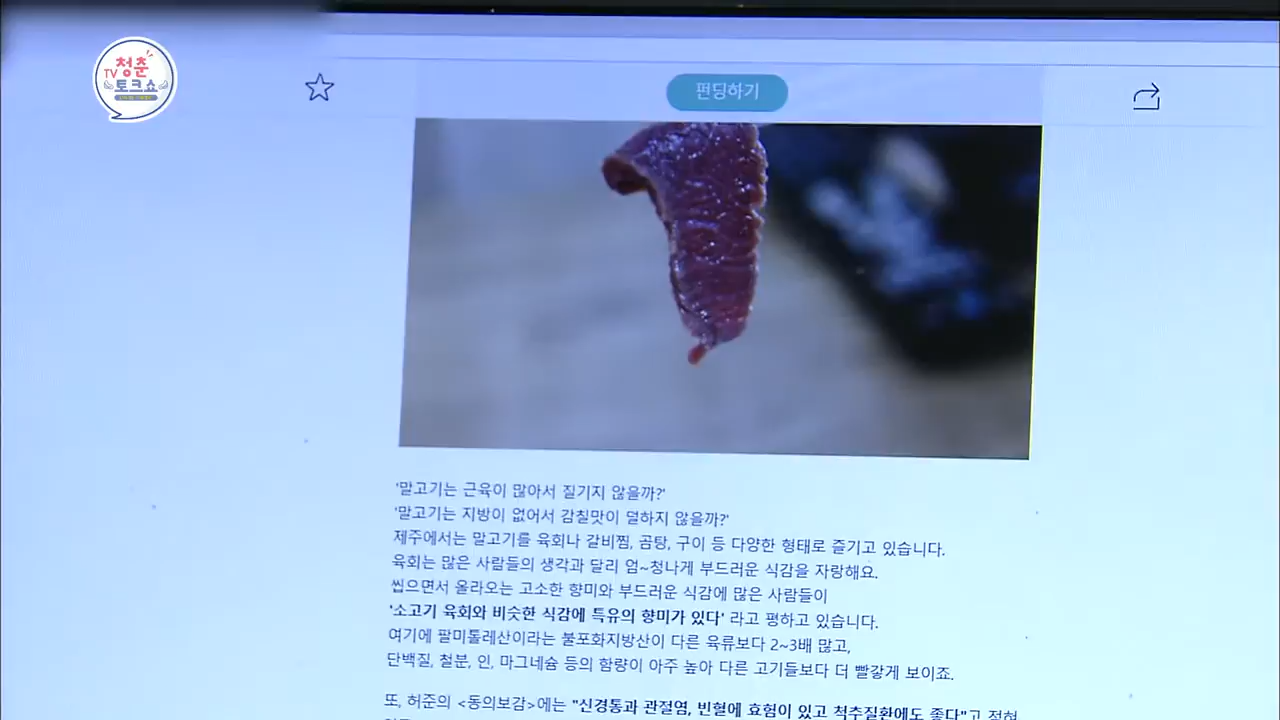 TV 청춘
토크쇼
펀딩하기
'말고기는 근육이 많아서 질기지 않을까?'
'말고기는 지방이 없어서 감칠맛이 덜하지 않을까?'
제주에서는 말고기를 육회나 갈비찜, 곰탕, 구이 등 다양한 형태로 즐기고 있습니다.
육회는 많은 사람들의 생각과 달리 엄~청나게 부드러운 식감을 자랑해요.
씹으면서 올라오는 고소한 향미와 부드러운 식감에 많은 사람들이
'소고기 육회와 비슷한 식감에 특유의 향미가 있다' 라고 평하고 있습니다.
여기에 팔미톨레산이라는 불포화지방산이 다른 육류보다 2~3배 많고,
단백질, 철분, 인, 마그네슘 등의 함량이 아주 높아 다른 고기들보다 더 빨갛게 보이죠.
또, 허준의 <동의보감>에는 "신경통과 관절염, 빈혈에 효험이 있고 척추질환에도 좋다"고 적혀